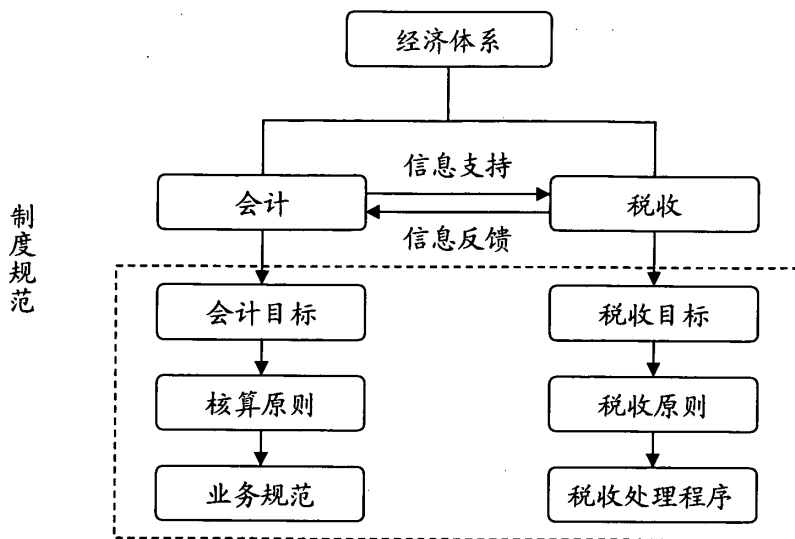 经济体系
信息支持
会计
税收
信息反馈
制度规范
会计目标
税收目标
核算原则
税收原则
业务规范
税收处理程序